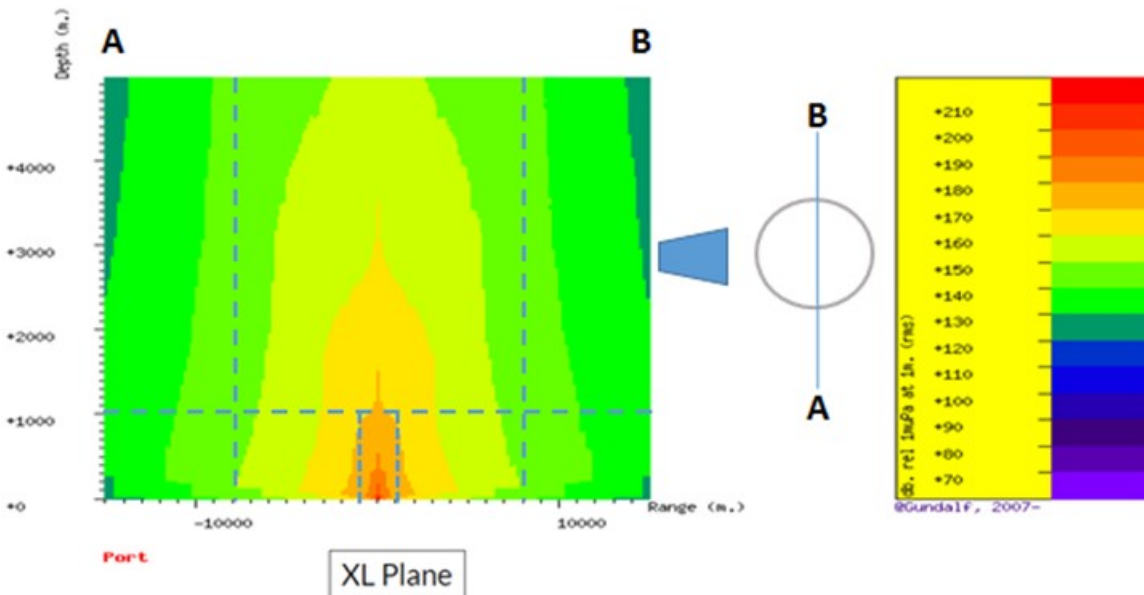 A
B
Depth (m.)
+4000
+3000
+2000
+1000
+0
-10000
10000
Range (m.)
Port
XL Plane
B
A
+210
+200
+190
+180
+170
+160
+150
+140
+130
+120
+110
+100
+90
+80
+70
db. rel 1muPa at 1m. (rms)
@Gundalf, 2007-